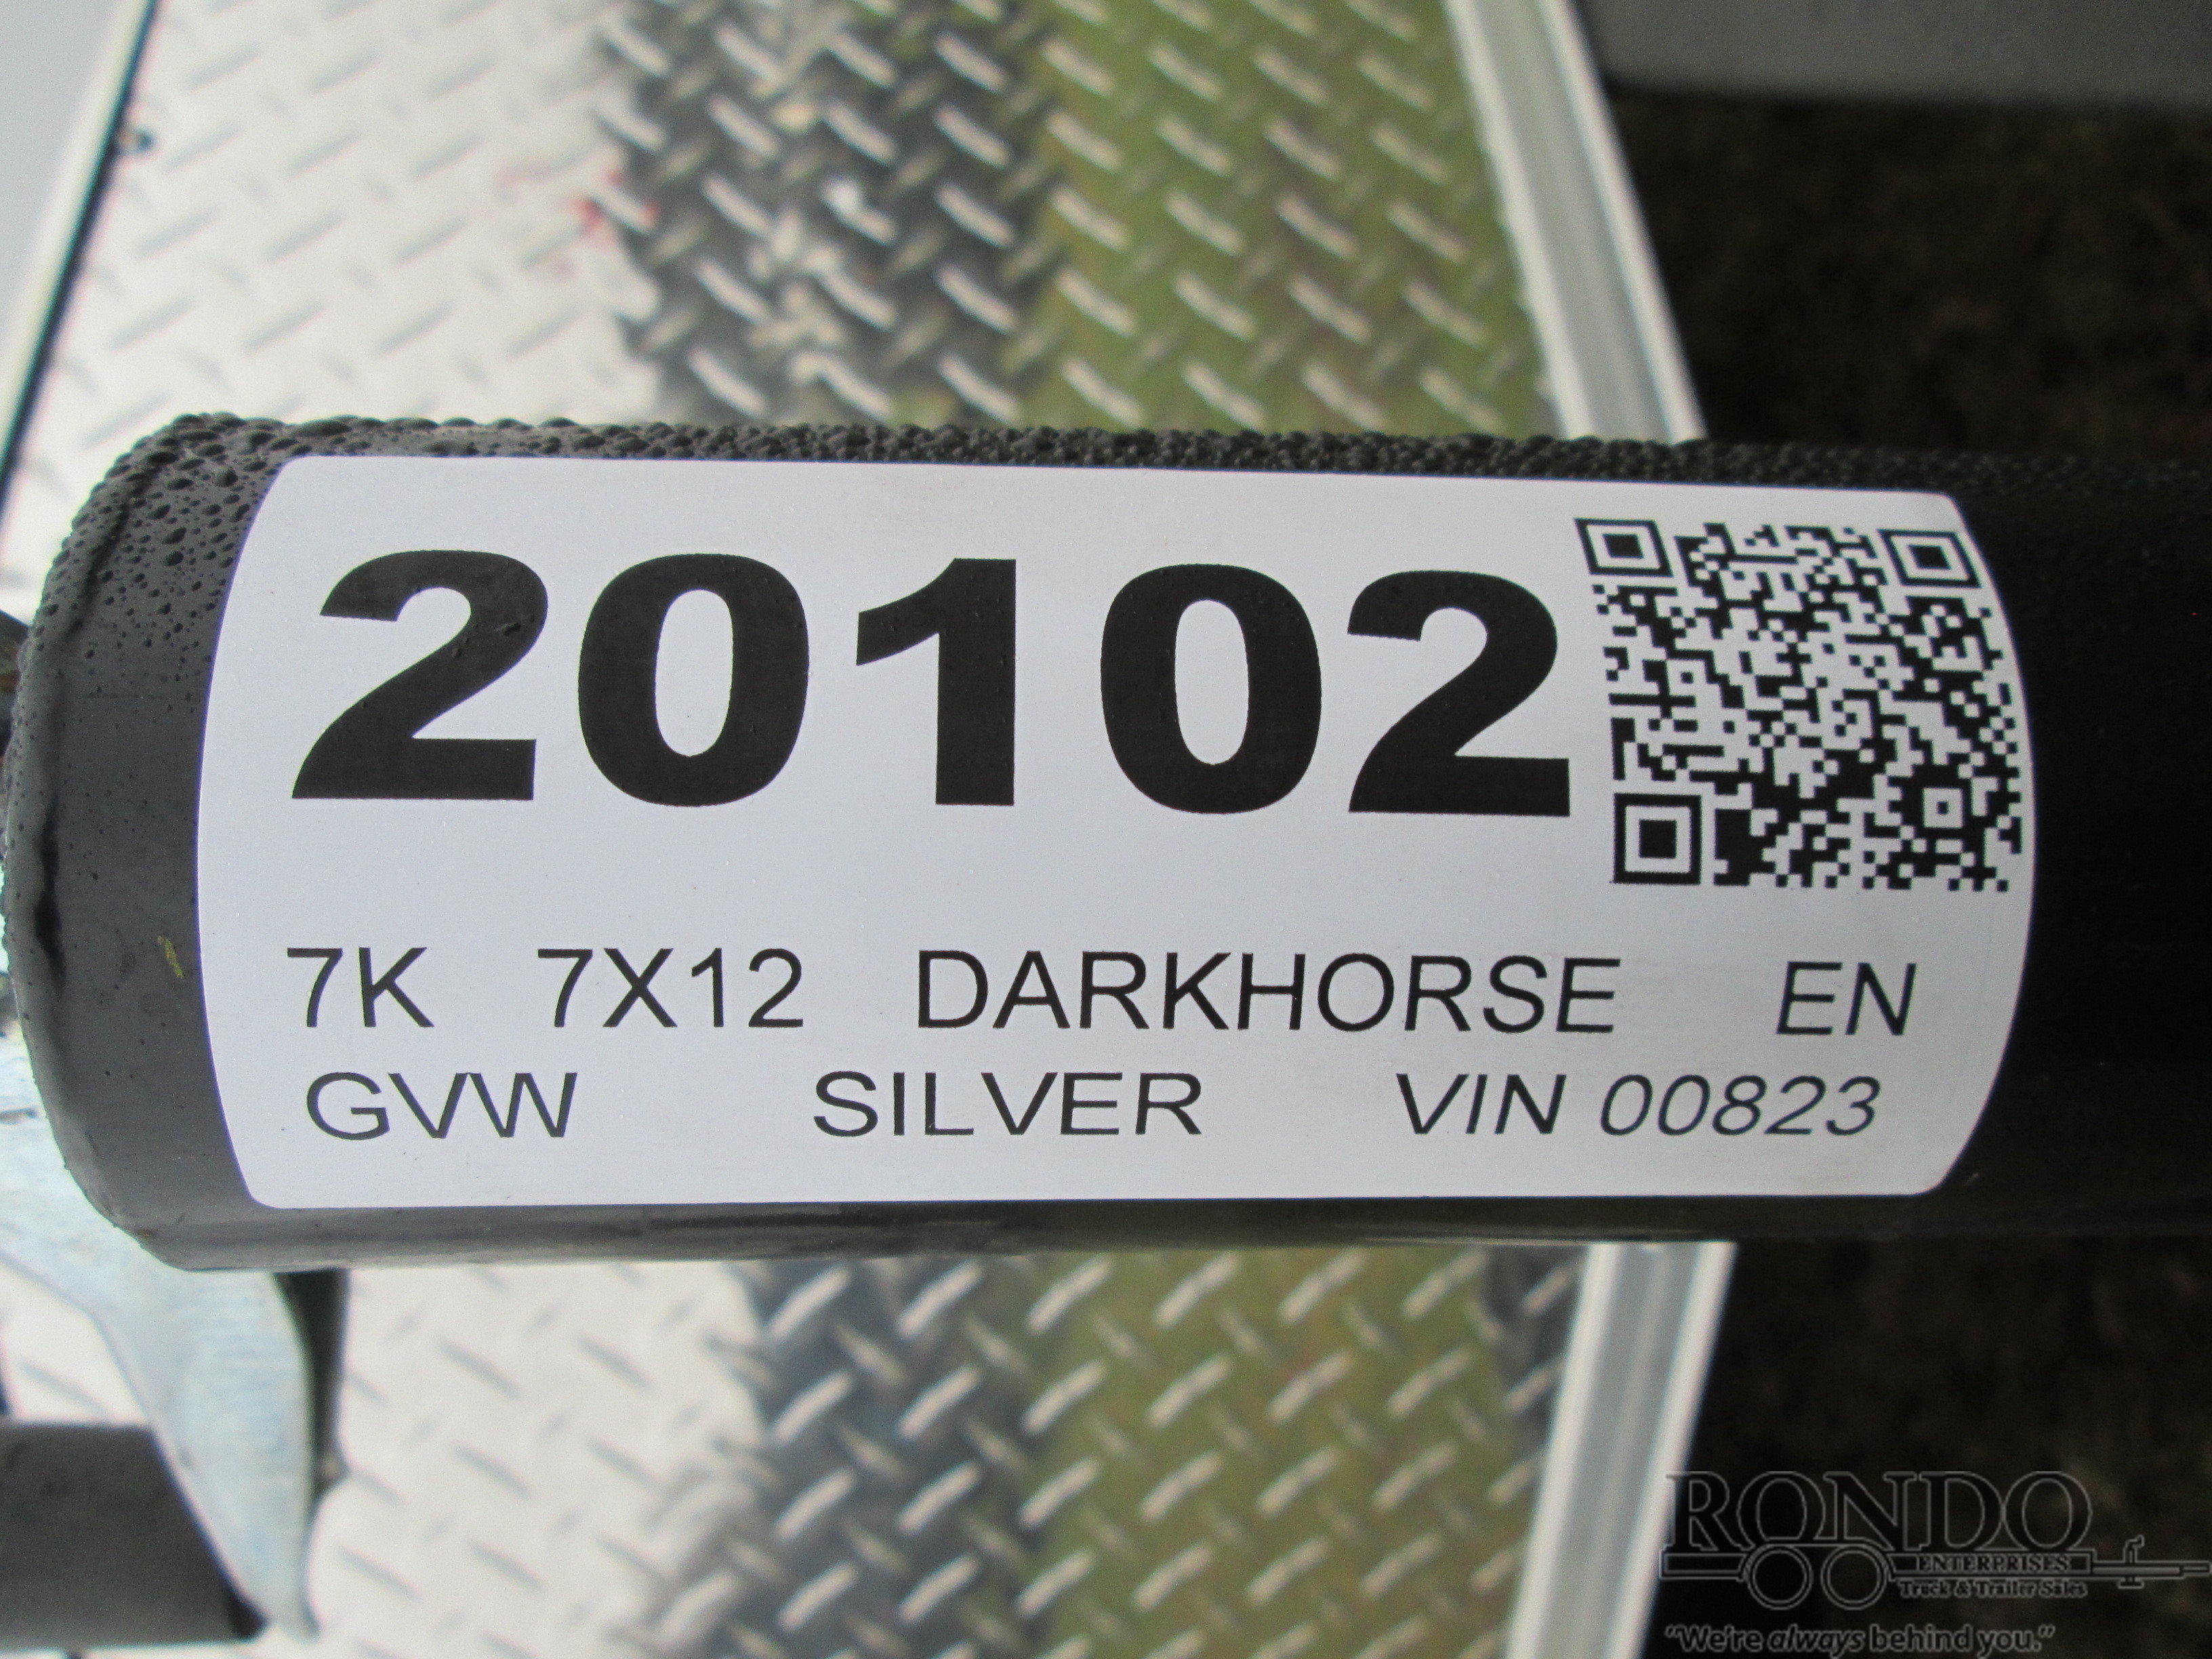 20102
7K 7X12 DARKHORSE EN
GVW SILVER VIN 00823
RONDO
ENTERPRISES
Truck & Trailer Sales
"We're always behind you."